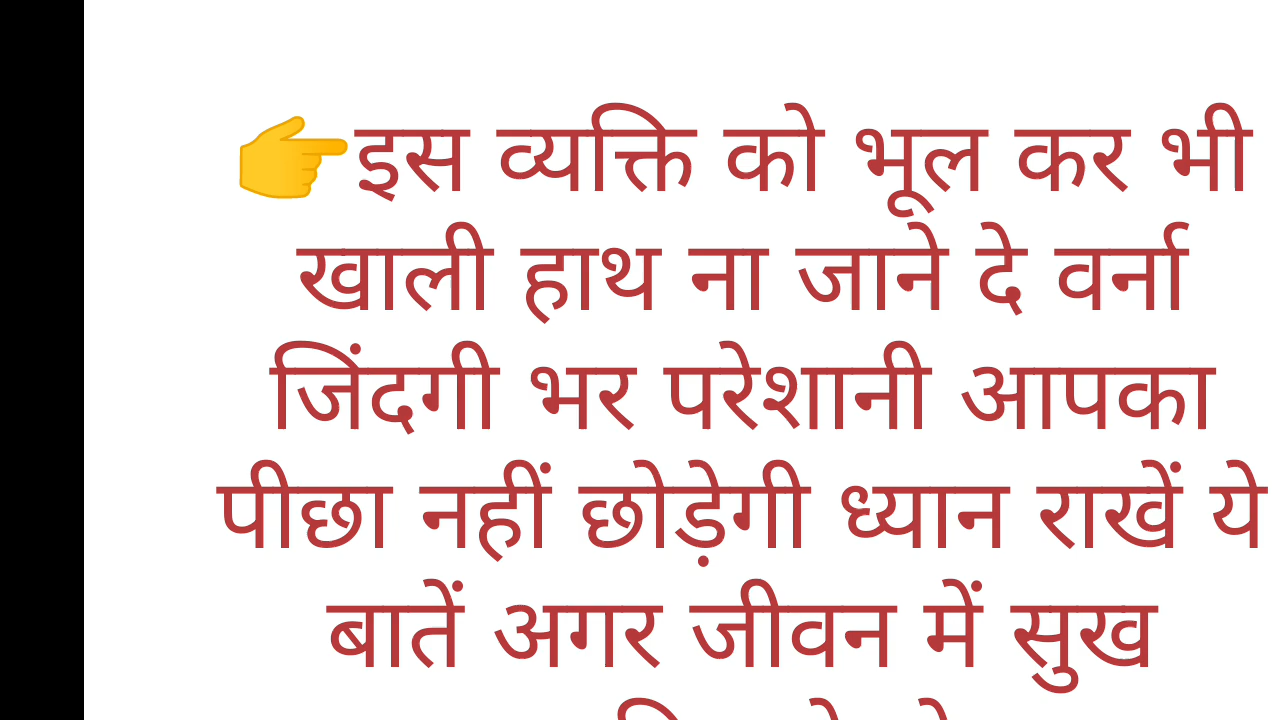 👉इस व्यक्ति को भूल कर भी
खाली हाथ ना जाने दे वर्ना
जिंदगी भर परेशानी आपका
पीछा नहीं छोड़ेगी ध्यान राखें ये
बातें अगर जीवन में सुख